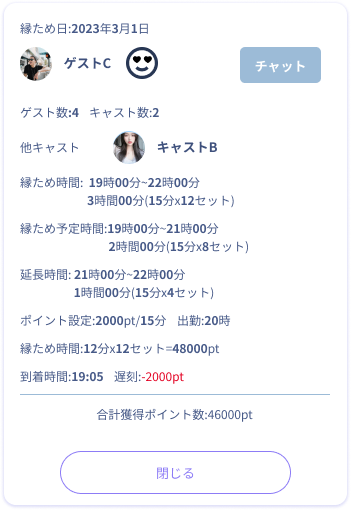 縁ため日:2023年3月1日
ゲストC
チャット
ゲスト数:4 キャスト数:2
他キャスト キャストB
縁ため時間: 19時00分~22時00分
3時間00分(15分x12セット)
縁ため予定時間:19時00分~21時00分
2時間00分(15分x8セット)
延長時間: 21時00分~22時00分
1時間00分(15分x4セット)
ポイント設定:2000pt/15分 出勤:20時
縁ため時間:12分x12セット=48000pt
到着時間:19:05 遅刻:-2000pt
合計獲得ポイント数:46000pt
閉じる